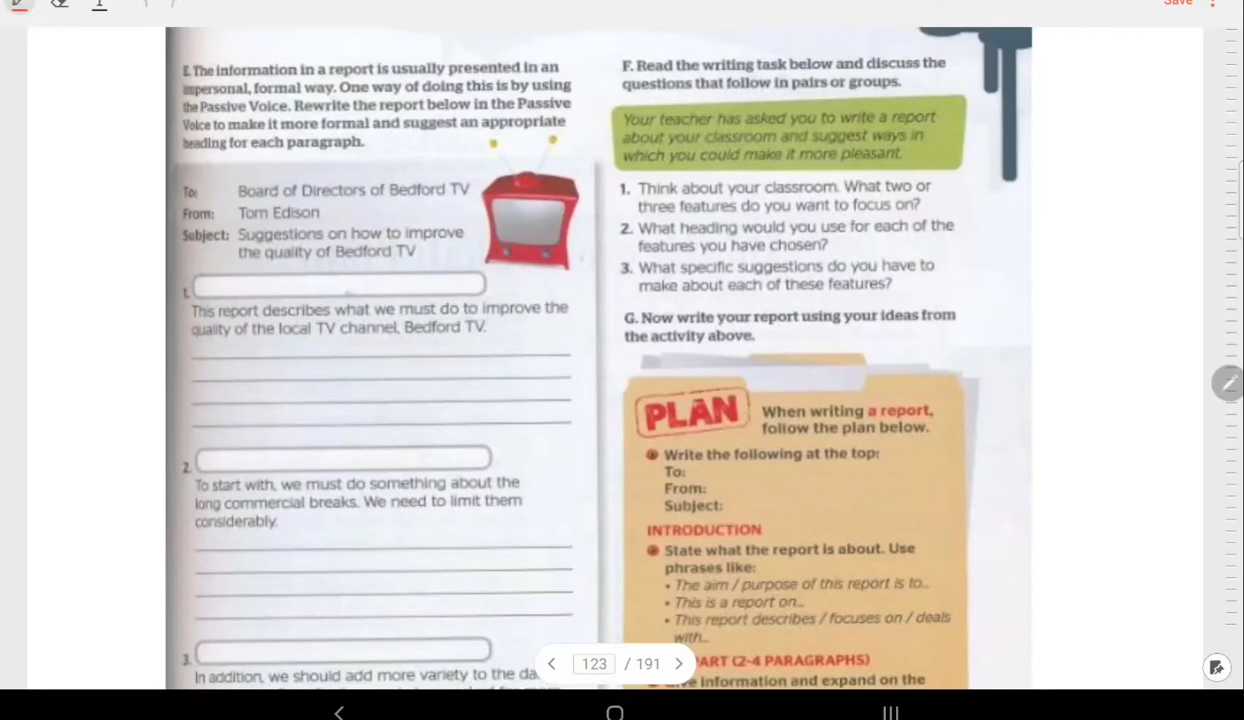 Save
E. The information in a report is usually presented in an
impersonal, formal way. One way of doing this is by using
the Passive Voice. Rewrite the report below in the Passive
Voice to make it more formal and suggest an appropriate
heading for each paragraph.
To: Board of Directors of Bedford TV
From: Tom Edison
Subject: Suggestions on how to improve
the quality of Bedford TV
1.
This report describes what we must do to improve the
quality of the local TV channel, Bedford TV.
2.
To start with, we must do something about the
long commercial breaks. We need to limit them
considerably.
3.
In addition, we should add more variety to the
F. Read the writing task below and discuss the
questions that follow in pairs or groups.
Your teacher has asked you to write a report
about your classroom and suggest ways in
which you could make it more pleasant.
1. Think about your classroom. What two or
three features do you want to focus on?
2. What heading would you use for each of the
features you have chosen?
3. What specific suggestions do you have to
make about each of these features?
G. Now write your report using your ideas from
the activity above.
PLAN
When writing a report,
follow the plan below.
Write the following at the top:
To:
From:
Subject:
INTRODUCTION
State what the report is about. Use
phrases like:
• The aim / purpose of this report is to...
• This is a report on...
• This report describes / focuses on / deals
with...
PART (2-4 PARAGRAPHS)
information and expand on the
123 / 191